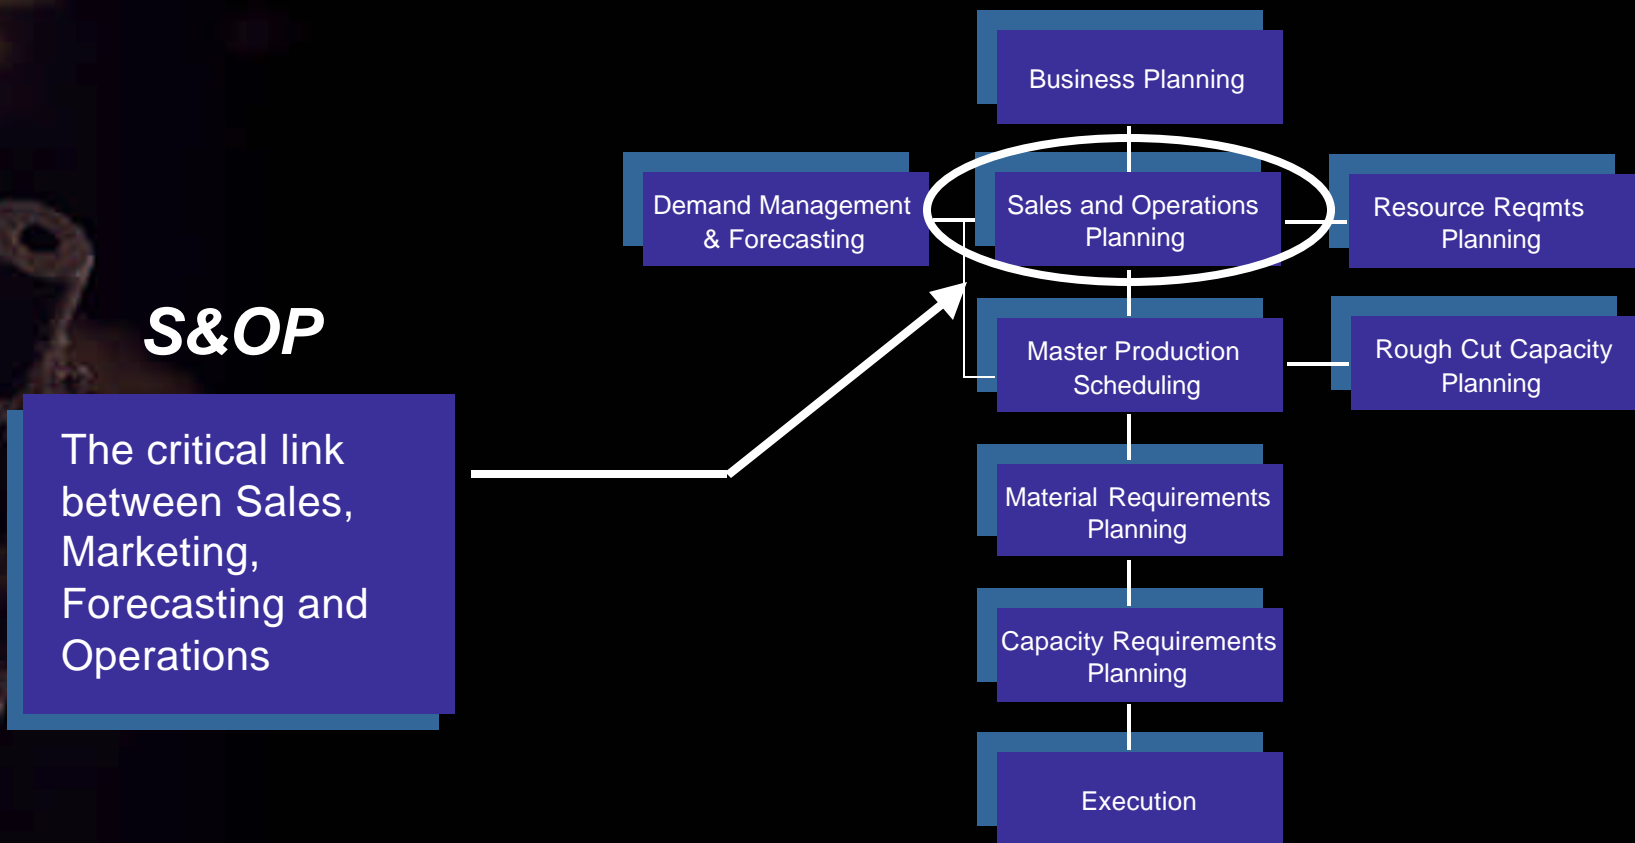 Business Planning
Demand Management
& Forecasting
Sales and Operations
Planning
Resource Reqmts
Planning
S&OP
The critical link
between Sales,
Marketing,
Forecasting and
Operations
Master Production
Scheduling
Rough Cut Capacity
Planning
Material Requirements
Planning
Capacity Requirements
Planning
Execution